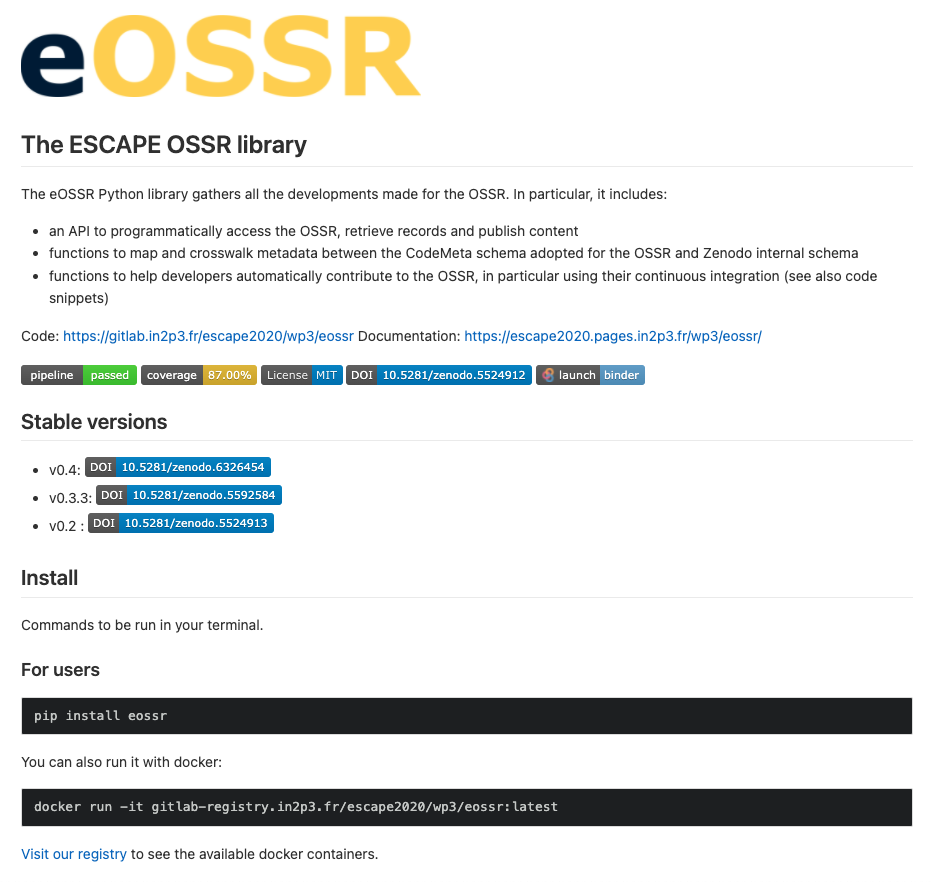 eOSSR
The ESCAPE OSSR library
The eOSSR Python library gathers all the developments made for the OSSR. In particular, it includes:
• an API to programmatically access the OSSR, retrieve records and publish content
• functions to map and crosswalk metadata between the CodeMeta schema adopted for the OSSR and Zenodo internal schema
• functions to help developers automatically contribute to the OSSR, in particular using their continuous integration (see also code
snippets)
Code: https://gitlab.in2p3.fr/escape2020/wp3/eossr Documentation: https://escape2020.pages.in2p3.fr/wp3/eossr/
pipeline passed coverage 87.00% License MIT DOI 10.5281/zenodo.5524912 launch binder
Stable versions
• v0.4: DOI 10.5281/zenodo.6326454
• v0.3.3: DOI 10.5281/zenodo.5592584
• v0.2 : DOI 10.5281/zenodo.5524913
Install
Commands to be run in your terminal.
For users
pip install eossr
You can also run it with docker:
docker run -it gitlab-registry.in2p3.fr/escape2020/wp3/eossr:latest
Visit our registry to see the available docker containers.